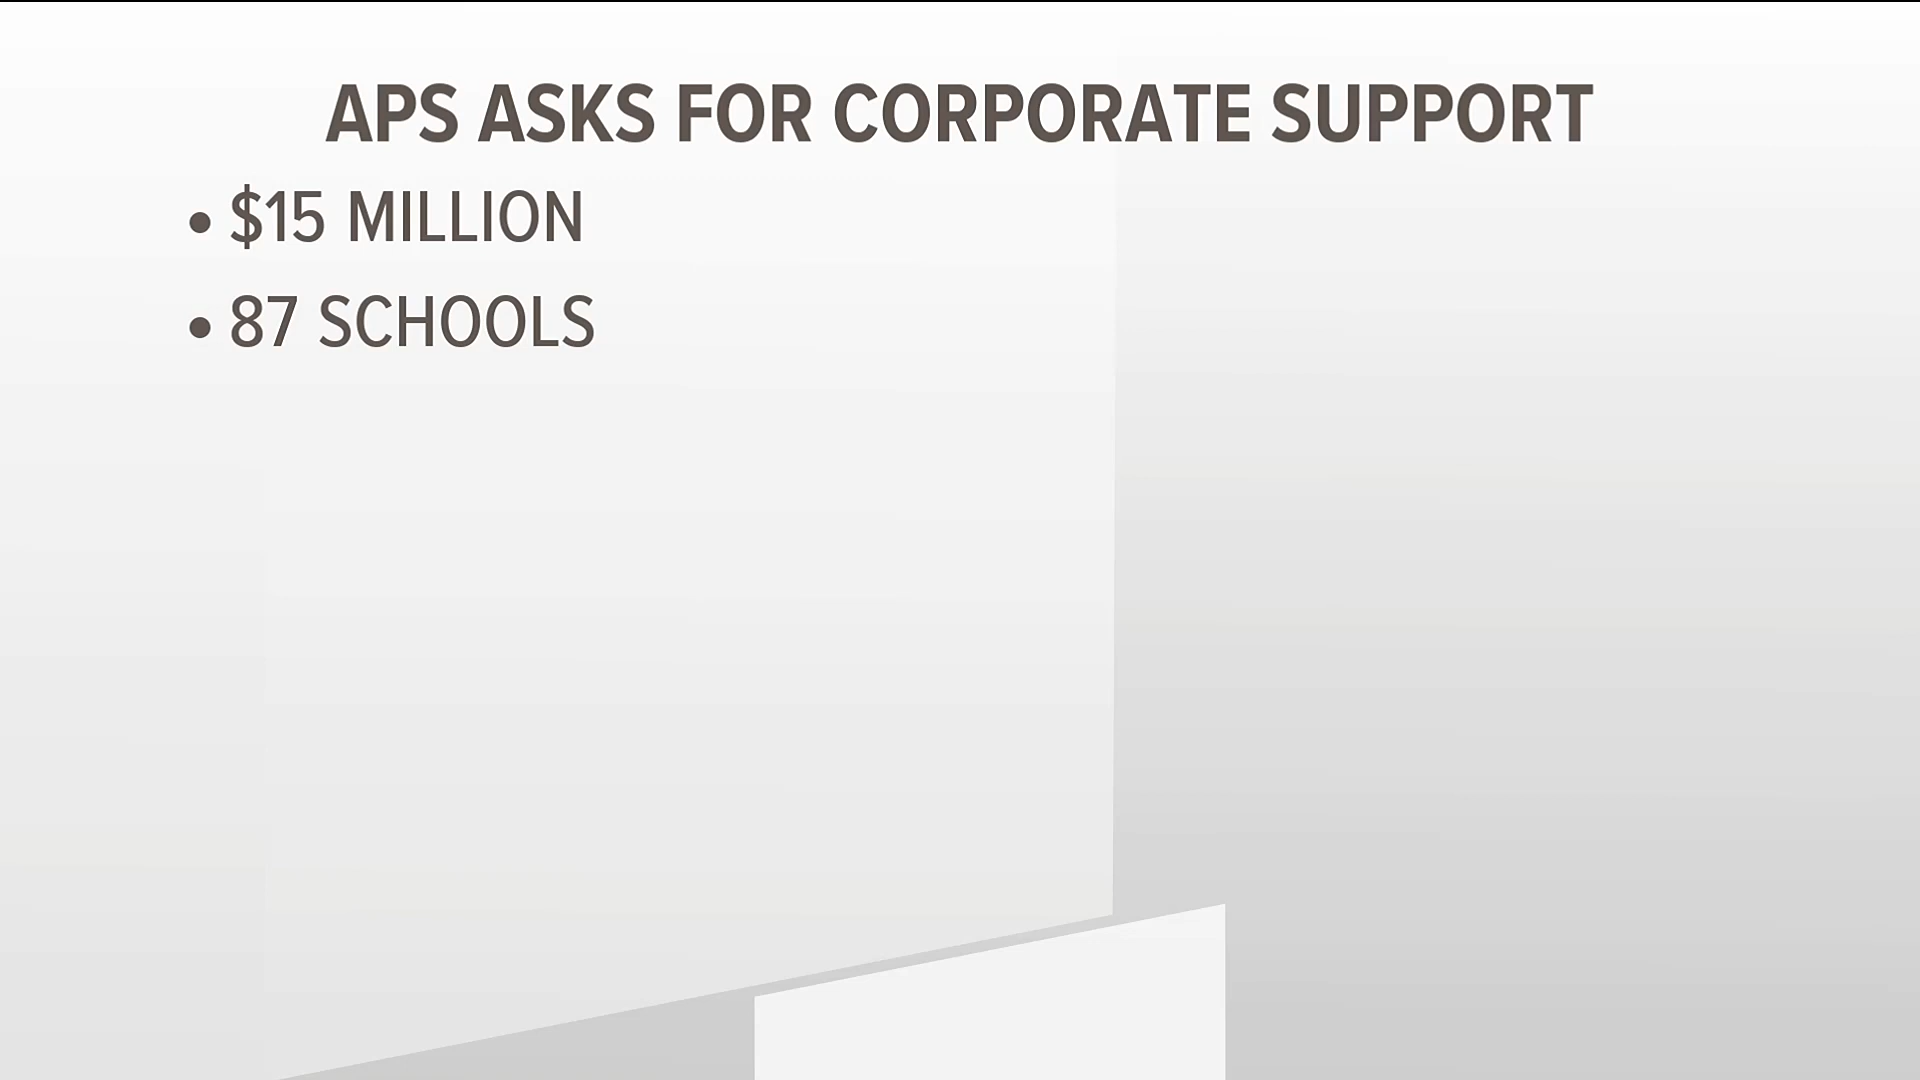 APS ASKS FOR CORPORATE SUPPORT
• $15 MILLION
• 87 SCHOOLS